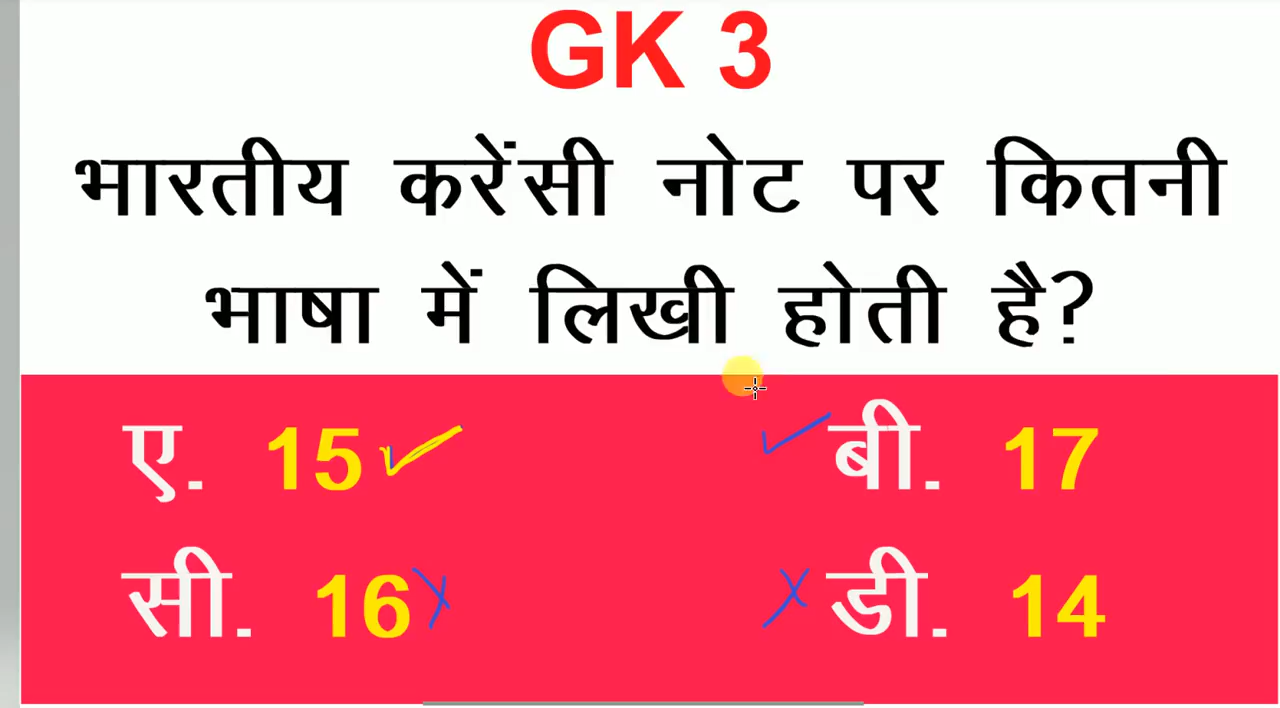 GK 3
भारतीय करेंसी नोट पर कितनी
भाषा में लिखी होती है?
ए. 15 बी. 17
सी. 16 डी. 14